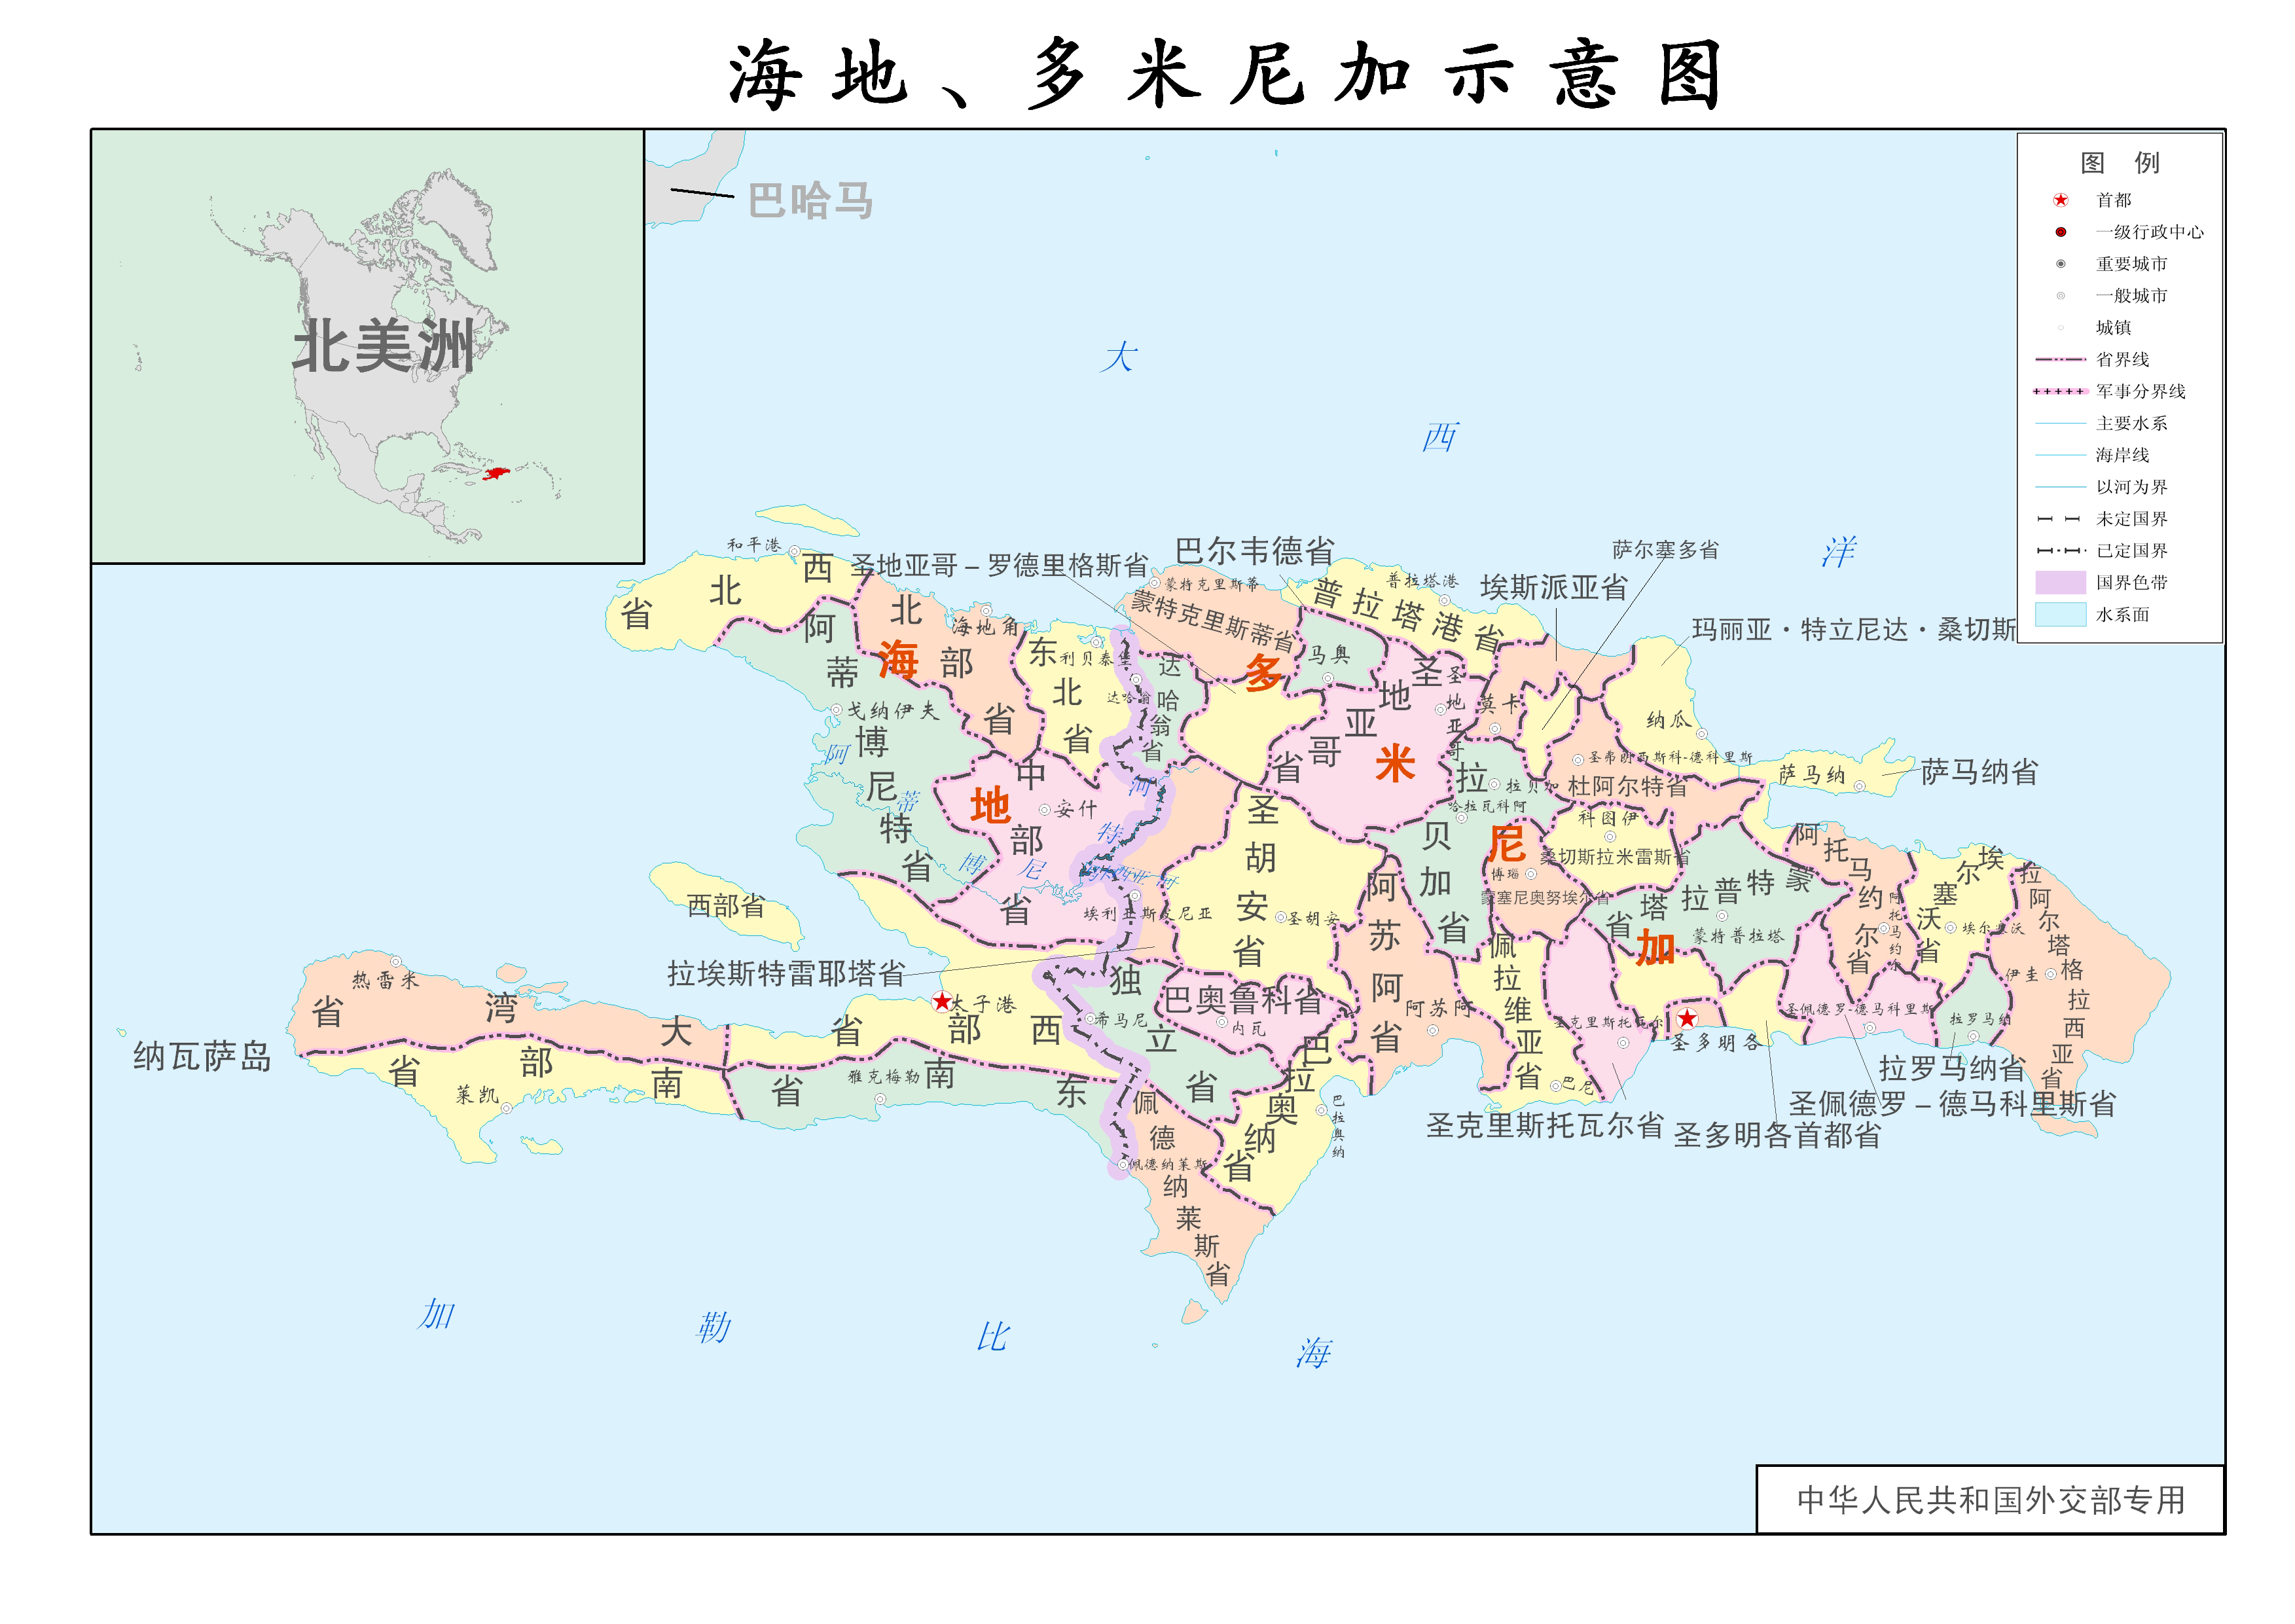 海地、多米尼加示意图
巴哈马
北美洲
图 例
首都
一级行政中心
重要城市
一般城市
城镇
省界线
军事分界线
主要水系
海岸线
以河为界
未定国界
已定国界
国界色带
水系面
大西洋
和平港
西北省
圣地亚哥－罗德里格斯省
巴尔韦德省
萨尔塞多省
埃斯派亚省
玛丽亚·特立尼达·桑切斯
蒙特克里斯蒂
蒙特克里斯蒂省
普拉塔港
普拉塔港省
北部省
海地角
东北省
利贝泰堡
达哈翁
达哈翁省
马奥
圣地亚哥
圣地亚哥省
莫卡
纳瓜
阿蒂博尼特省
戈纳伊夫
阿蒂博尼特河
海地
多米尼加
中部省
安什
拉贝加
拉贝加省
哈拉瓦科阿
圣弗朗西斯科-德科里斯
杜阿尔特省
萨马纳
萨马纳省
科图伊
桑切斯拉米雷斯省
博瑙
蒙塞尼奥努埃尔省
圣胡安省
圣胡安
埃利亚斯皮尼亚
西部省
拉埃斯特雷耶塔省
阿苏阿省
阿苏阿
蒙特普拉塔省
蒙特普拉塔
阿托马约尔省
阿托马约尔
埃尔塞沃省
埃尔塞沃
拉阿尔塔格拉西亚省
伊圭
热雷米
大湾省
太子港
西部省
独立省
希马尼
巴奥鲁科省
内瓦
佩拉维亚省
巴尼
圣克里斯托瓦尔
圣多明各
圣佩德罗-德马科里斯
拉罗马纳
拉罗马纳省
圣佩德罗－德马科里斯省
圣克里斯托瓦尔省
圣多明各首都省
纳瓦萨岛
南部省
莱凯
东南省
雅克梅勒
巴拉奥纳省
巴拉奥纳
佩德纳莱斯
佩德纳莱斯省
加勒比海
中华人民共和国外交部专用